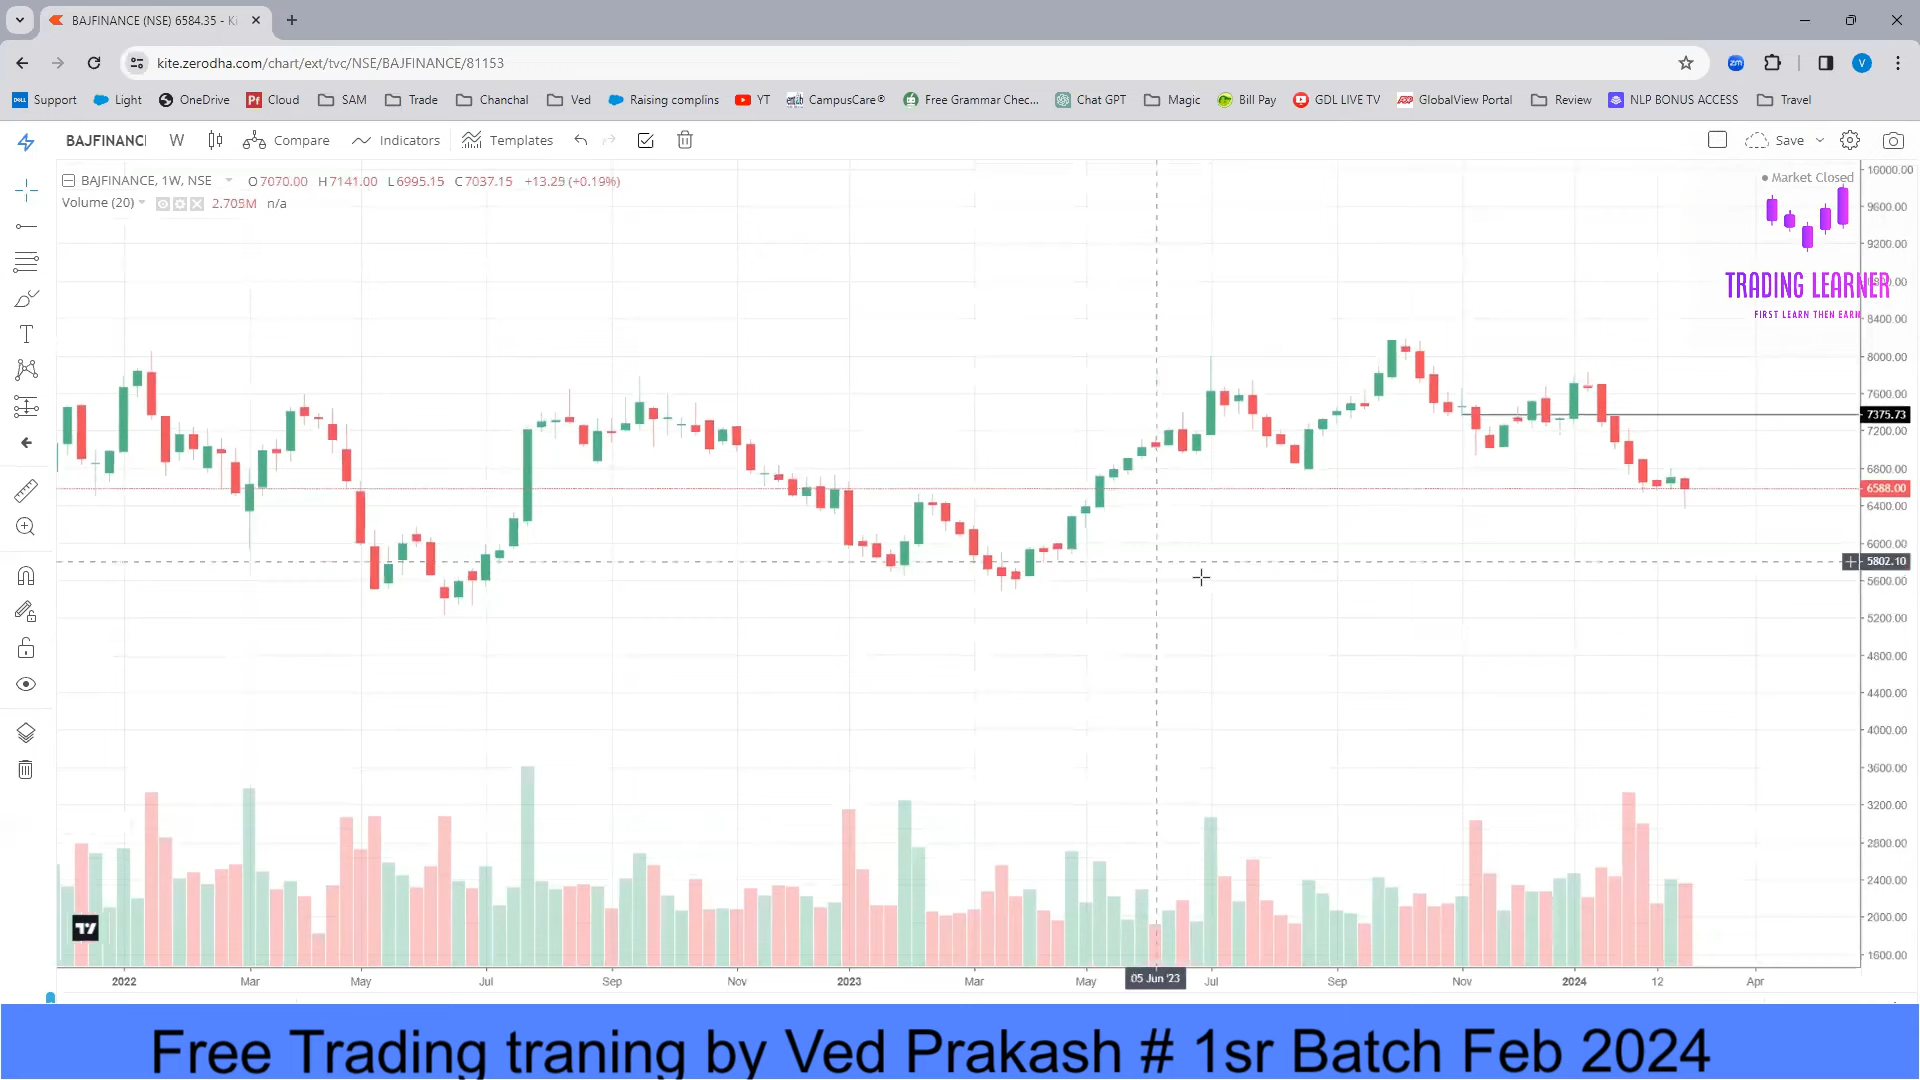 BAJFINANCE (NSE) 6584.35 - Ki
kite.zerodha.com/chart/ext/tvc/NSE/BAJFINANCE/81153
zm
V
DELL Support Light OneDrive Pf Cloud SAM Trade Chanchal Ved Raising complins YT CampusCare® Free Grammar Chec... Chat GPT Magic Bill Pay GDL LIVE TV GlobalView Portal Review NLP BONUS ACCESS Travel
BAJFINANC W Compare Indicators Templates Save
BAJFINANCE, 1W, NSE O7070.00 H7141.00 L6995.15 C7037.15 +13.25 (+0.19%)
Volume (20) 2.705M n/a
Market Closed
TRADING LEARNER
FIRST LEARN THEN EARN
10000.00
9600.00
9200.00
8400.00
8000.00
7600.00
7375.73
7200.00
6800.00
6588.00
6400.00
6000.00
5802.10
5600.00
5200.00
4800.00
4400.00
4000.00
3600.00
3200.00
2800.00
2400.00
2000.00
1600.00
2022 Mar May Jul Sep Nov 2023 Mar May 05 Jun '23 Jul Sep Nov 2024 12 Apr
Free Trading traning by Ved Prakash # 1sr Batch Feb 2024